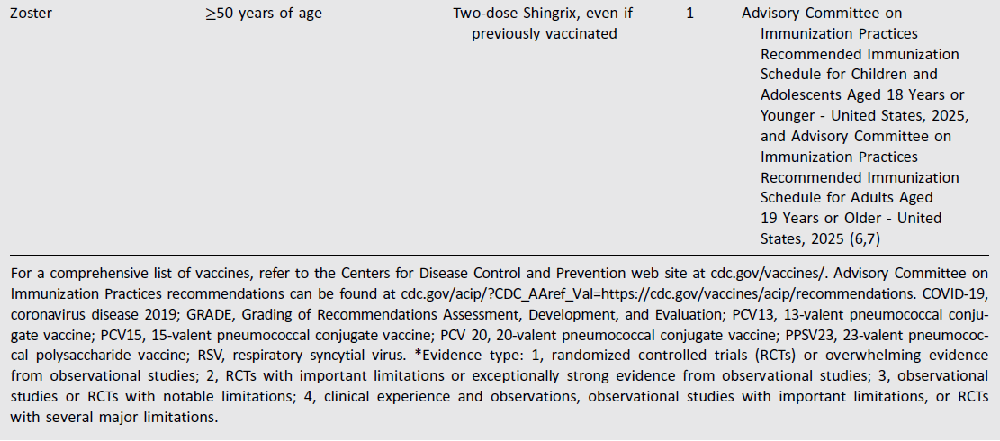 Zoster ≥50 years of age Two-dose Shingrix, even if 1 Advisory Committee on
previously vaccinated Immunization Practices
Recommended Immunization
Schedule for Children and
Adolescents Aged 18 Years or
Younger - United States, 2025,
and Advisory Committee on
Immunization Practices
Recommended Immunization
Schedule for Adults Aged
19 Years or Older - United
States, 2025 (6,7)
For a comprehensive list of vaccines, refer to the Centers for Disease Control and Prevention web site at cdc.gov/vaccines/. Advisory Committee on
Immunization Practices recommendations can be found at cdc.gov/acip/?CDC_AAref_Val=https://cdc.gov/vaccines/acip/recommendations. COVID-19,
coronavirus disease 2019; GRADE, Grading of Recommendations Assessment, Development, and Evaluation; PCV13, 13-valent pneumococcal conju-
gate vaccine; PCV15, 15-valent pneumococcal conjugate vaccine; PCV 20, 20-valent pneumococcal conjugate vaccine; PPSV23, 23-valent pneumococ-
cal polysaccharide vaccine; RSV, respiratory syncytial virus. *Evidence type: 1, randomized controlled trials (RCTs) or overwhelming evidence
from observational studies; 2, RCTs with important limitations or exceptionally strong evidence from observational studies; 3, observational
studies or RCTs with notable limitations; 4, clinical experience and observations, observational studies with important limitations, or RCTs
with several major limitations.